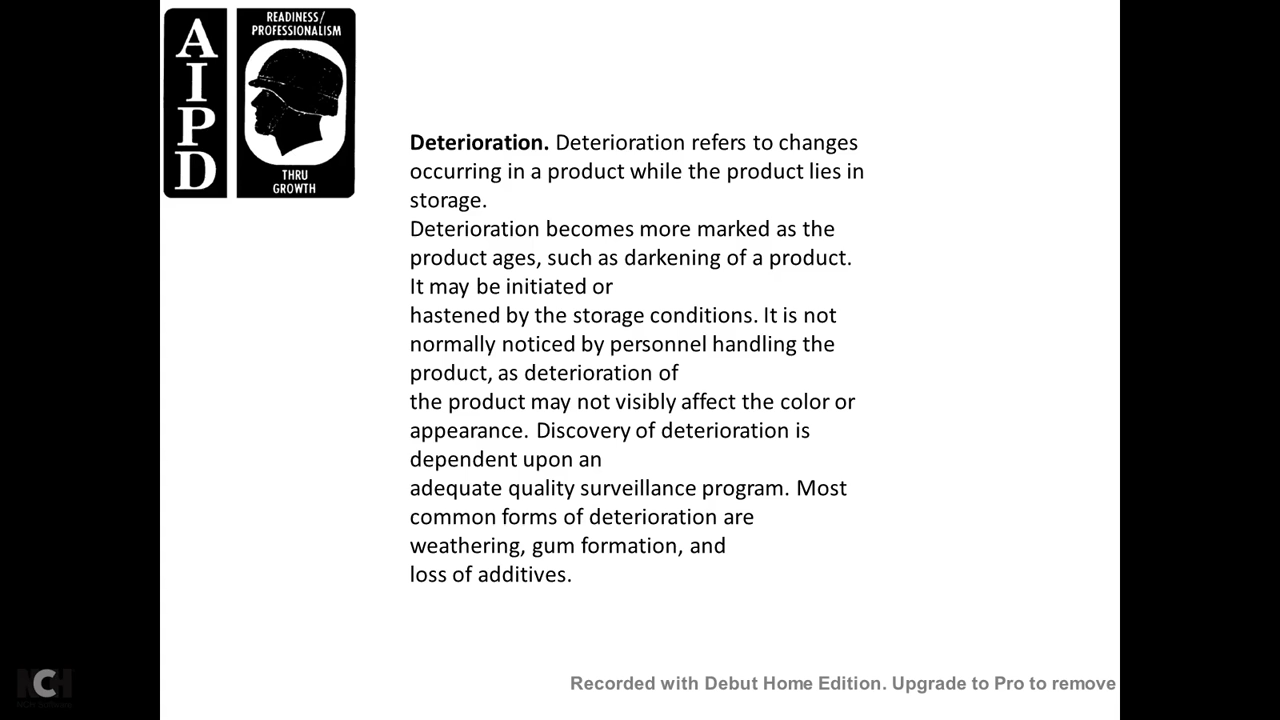 A
I
P
D
READINESS/
PROFESSIONALISM
THRU
GROWTH
Deterioration. Deterioration refers to changes
occurring in a product while the product lies in
storage.
Deterioration becomes more marked as the
product ages, such as darkening of a product.
It may be initiated or
hastened by the storage conditions. It is not
normally noticed by personnel handling the
product, as deterioration of
the product may not visibly affect the color or
appearance. Discovery of deterioration is
dependent upon an
adequate quality surveillance program. Most
common forms of deterioration are
weathering, gum formation, and
loss of additives.
NCH
Recorded with Debut Home Edition. Upgrade to Pro to remove